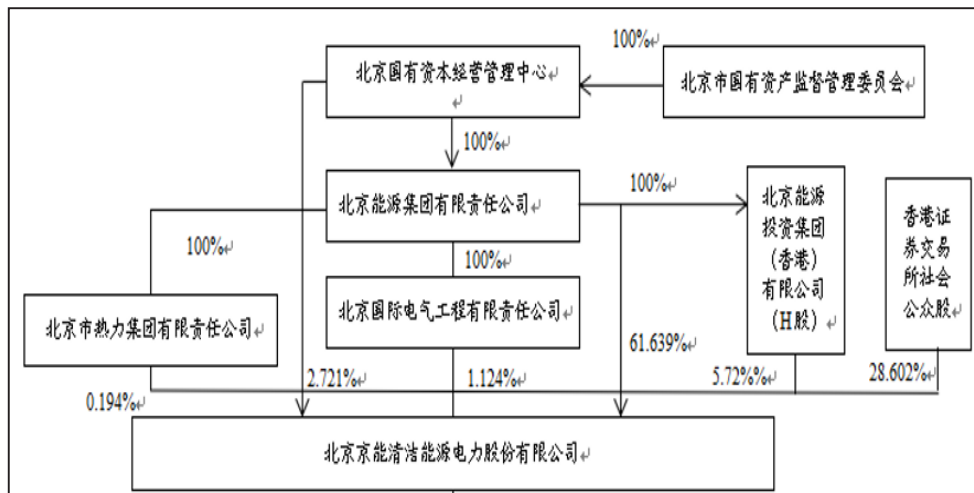 100%↵
北京国有资本经营管理中心↵
↵
北京市国有资产监督管理委员会↵
100%↵
北京能源集团有限责任公司↵
100%↵
北京能源
投资集团
（香港）
有限公司
（H股）↵
香港证
券交易
所社会
公众股↵
100%↵
100%↵
北京市热力集团有限责任公司↵
北京国际电气工程有限责任公司↵
61.639%↵
0.194%↵
2.721%↵
1.124%↵
5.72%%↵
28.602%↵
北京京能清洁能源电力股份有限公司↵